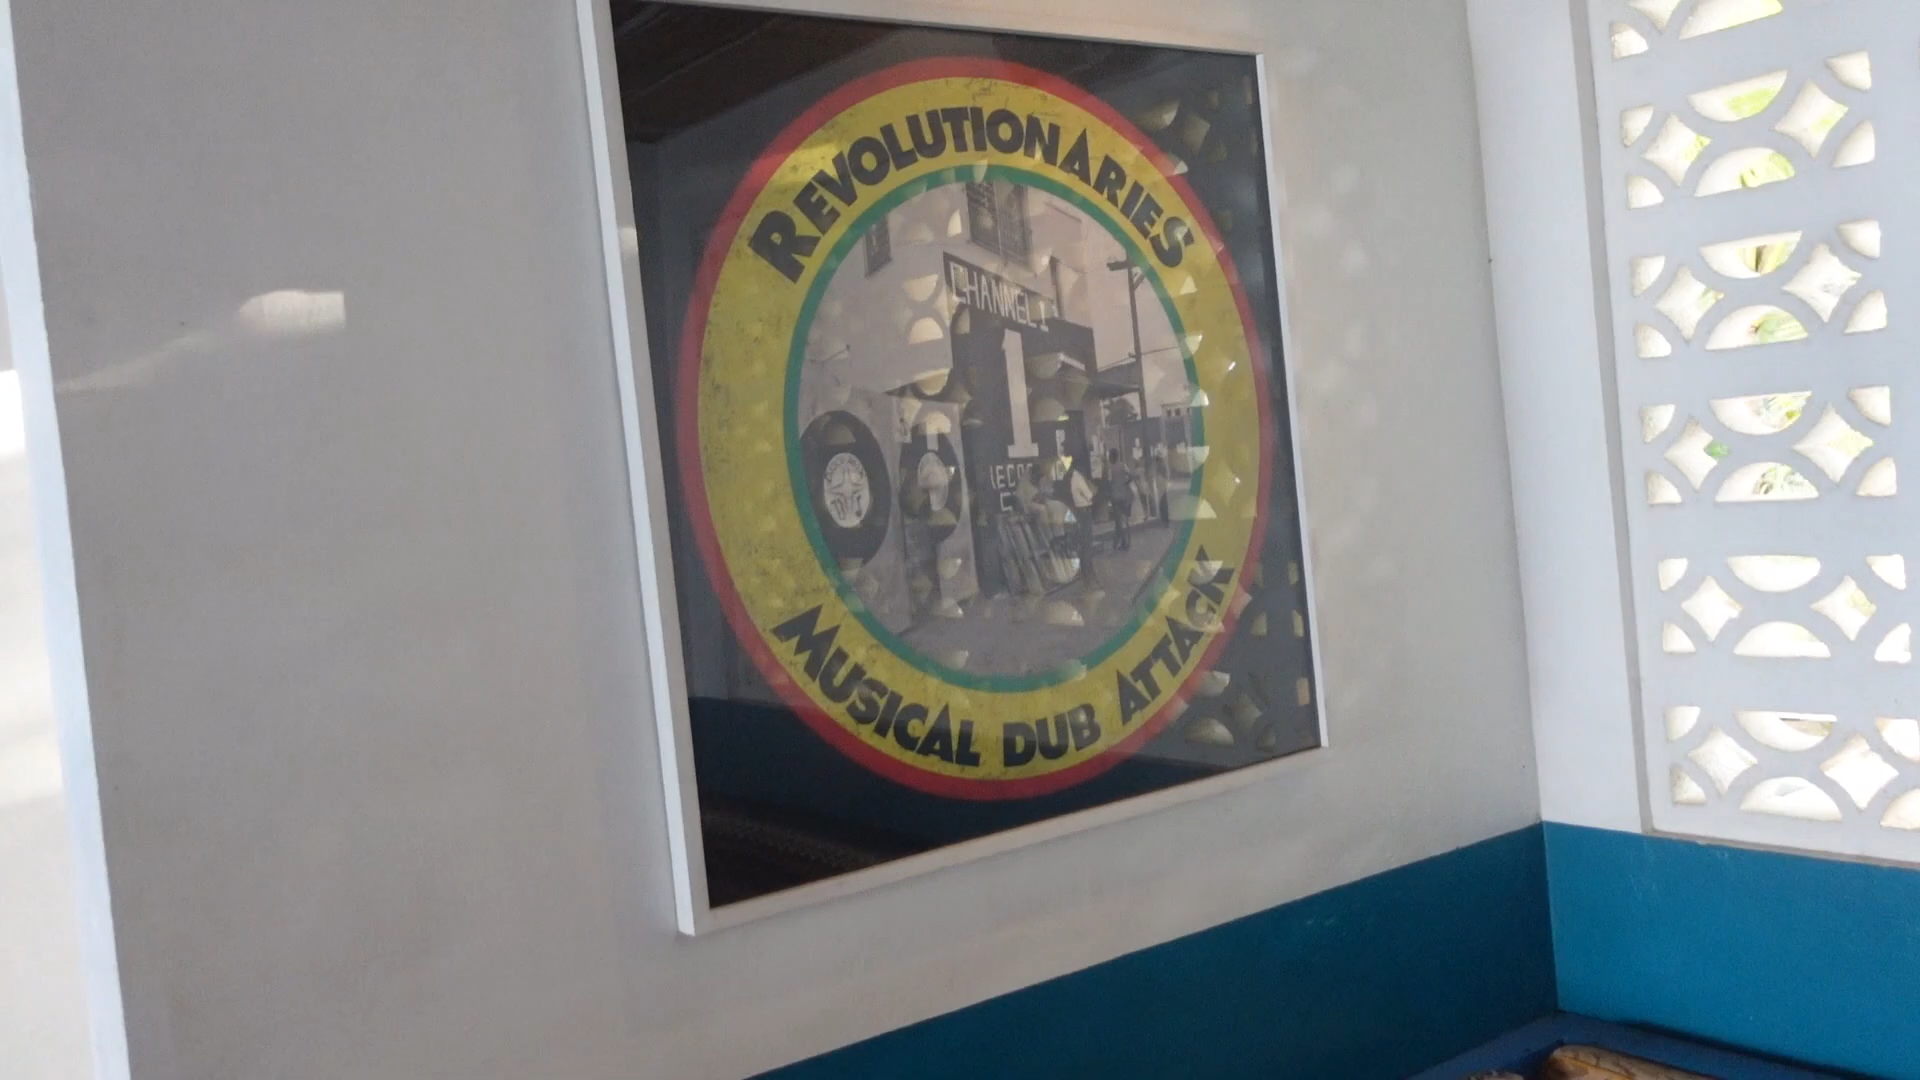 REVOLUTIONARIES
CHANNEL 1
1
MUSICAL DUB ATTACK